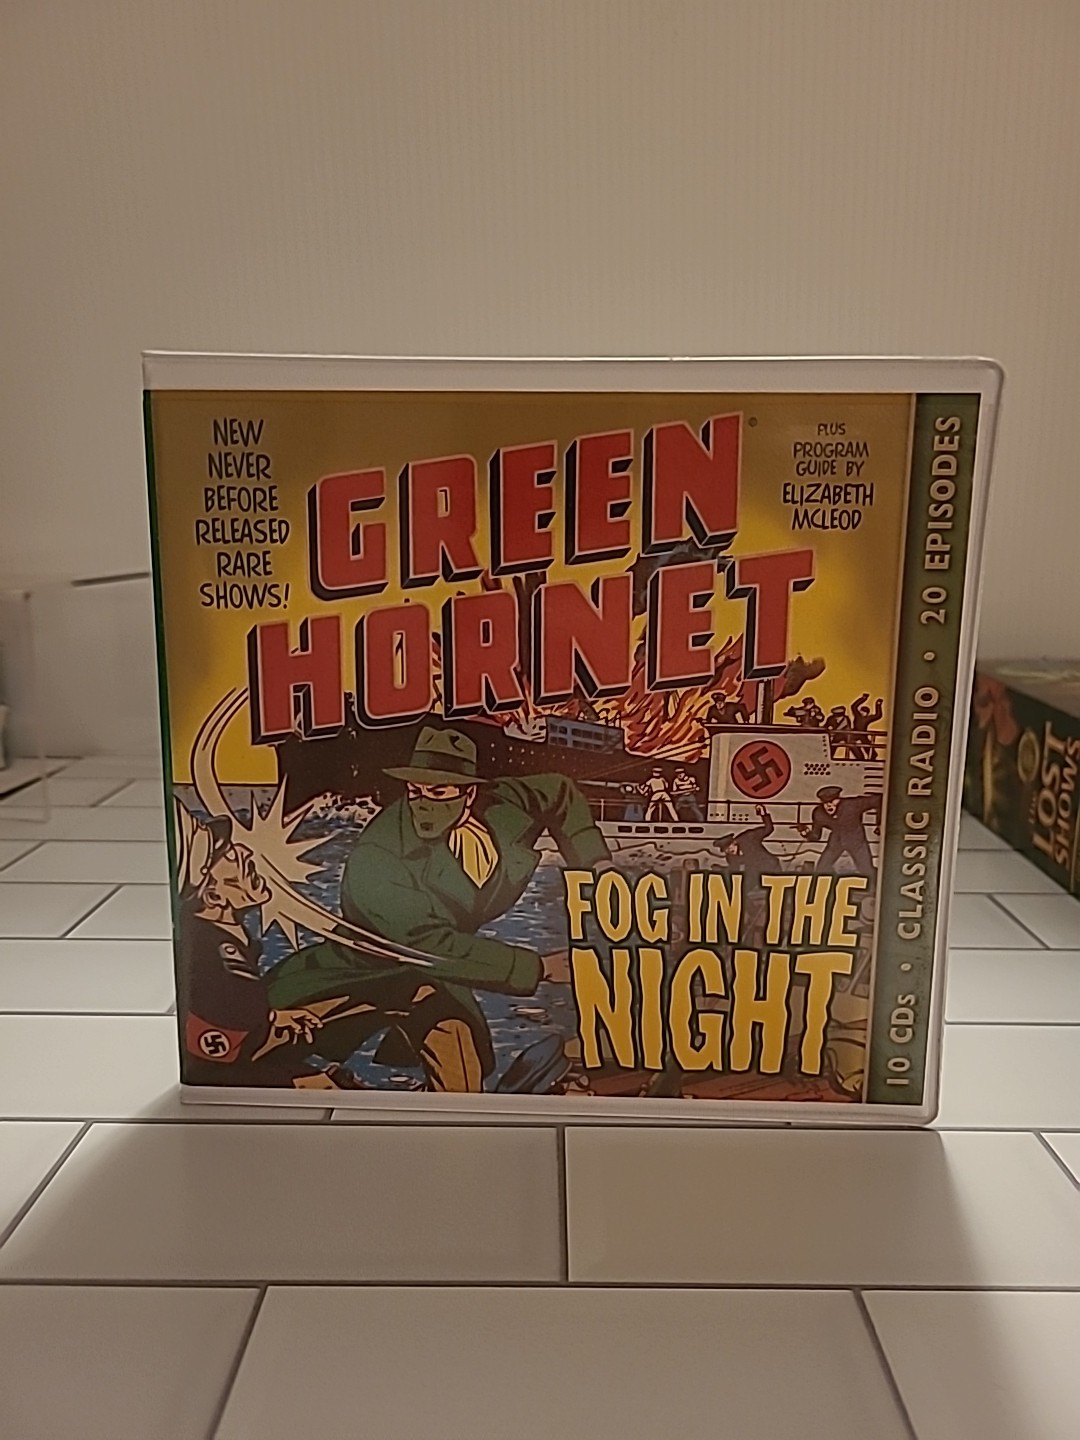 NEW
NEVER
BEFORE
RELEASED
RARE
SHOWS!
GREEN
HORNET
PLUS
PROGRAM
GUIDE BY
ELIZABETH
MCLEOD
FOG IN THE
NIGHT
10 CDs • CLASSIC RADIO • 20 EPISODES
LOST
SHOWS